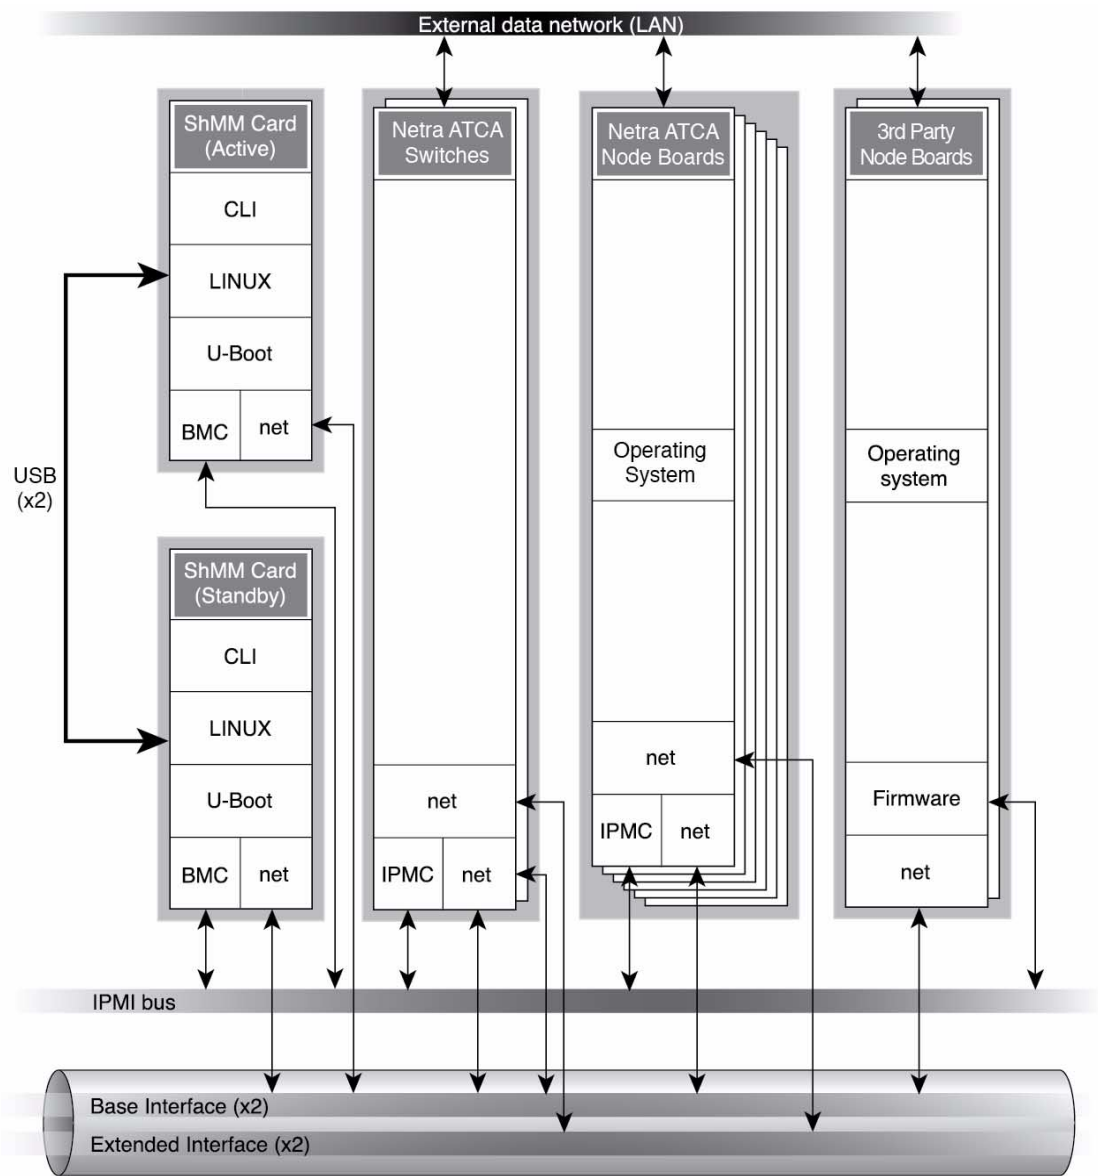 External data network (LAN)
ShMM Card
(Active)
CLI
LINUX
U-Boot
BMC
net
USB
(x2)
ShMM Card
(Standby)
CLI
LINUX
U-Boot
BMC
net
Netra ATCA
Switches
net
IPMC
net
Netra ATCA
Node Boards
Operating
System
net
IPMC
net
3rd Party
Node Boards
Operating
system
Firmware
net
IPMI bus
Base Interface (x2)
Extended Interface (x2)